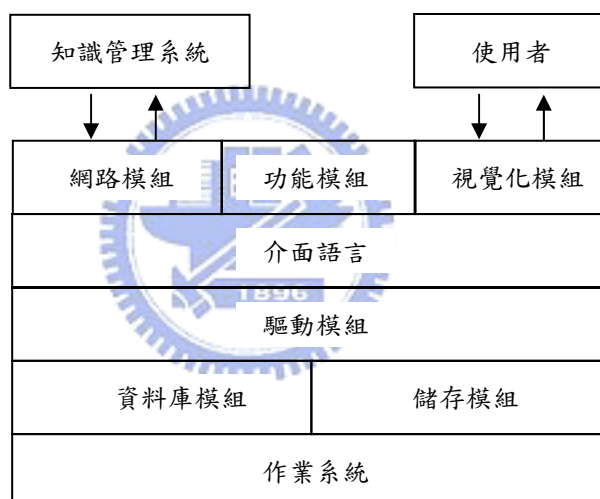 知識管理系統
使用者
網路模組
功能模組
視覺化模組
介面語言
1896
驅動模組
資料庫模組
儲存模組
作業系統